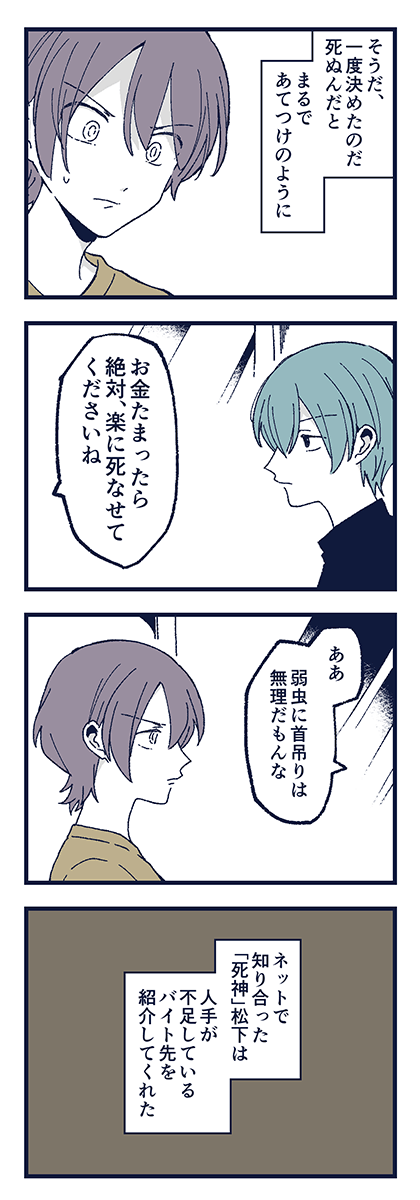 そうだ、
一度決めたのだ
死ぬんだと
まるで
あてつけのように
お金たまったら
絶対、楽に死なせて
くださいね
ああ
弱虫に首吊りは
無理だもんな
ネットで
知り合った
「死神」松下は
人手が
不足している
バイト先を
紹介してくれた